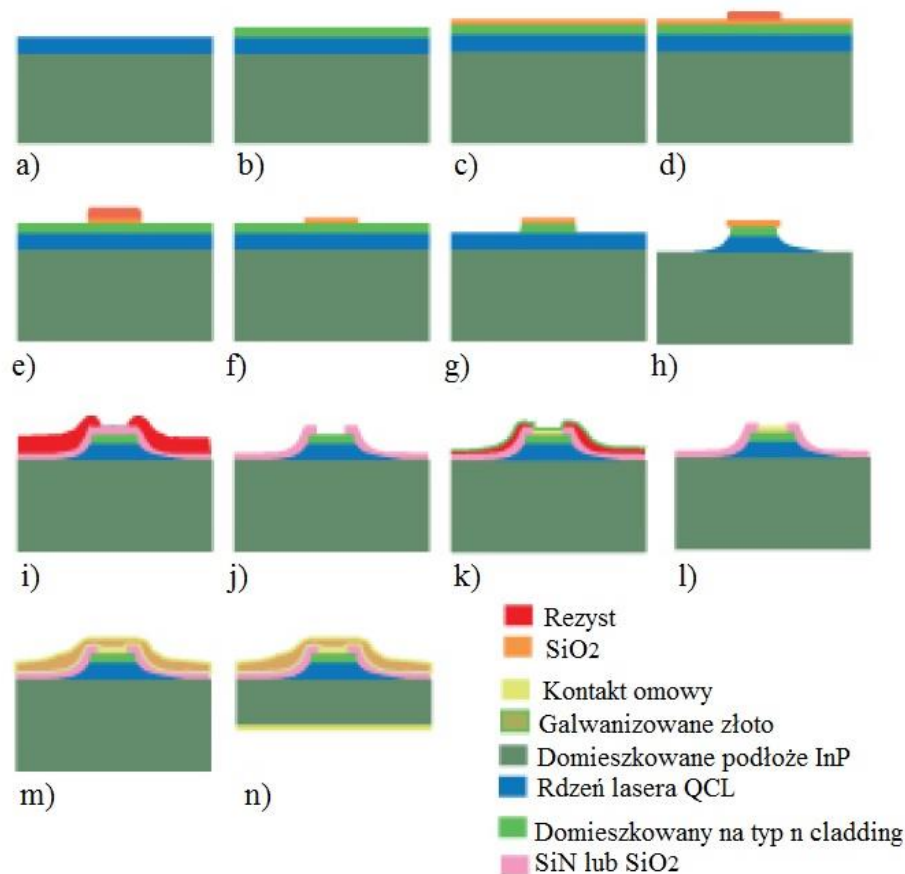 a)
b)
c)
d)
e)
f)
g)
h)
i)
j)
k)
l)
m)
n)
Rezyst
SiO2
Kontakt omowy
Galwanizowane złoto
Domieszkowane podłoże InP
Rdzeń lasera QCL
Domieszkowany na typ n cladding
SiN lub SiO2